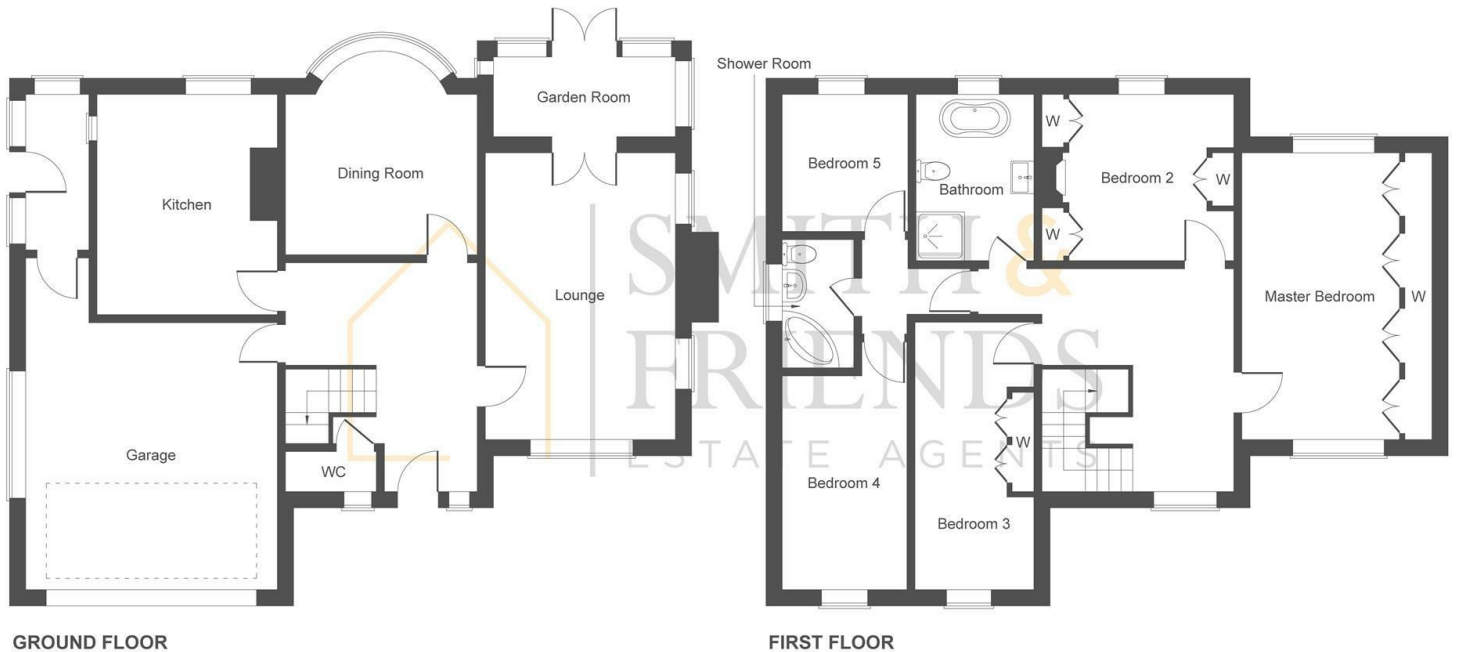 Shower Room
Garden Room
Kitchen
Dining Room
Lounge
Garage
WC
Bedroom 5
Bathroom
W
W
Bedroom 2
W
Master Bedroom
W
Bedroom 4
Bedroom 3
W
SMITH &
FRIENDS
ESTATE AGENTS
GROUND FLOOR
FIRST FLOOR